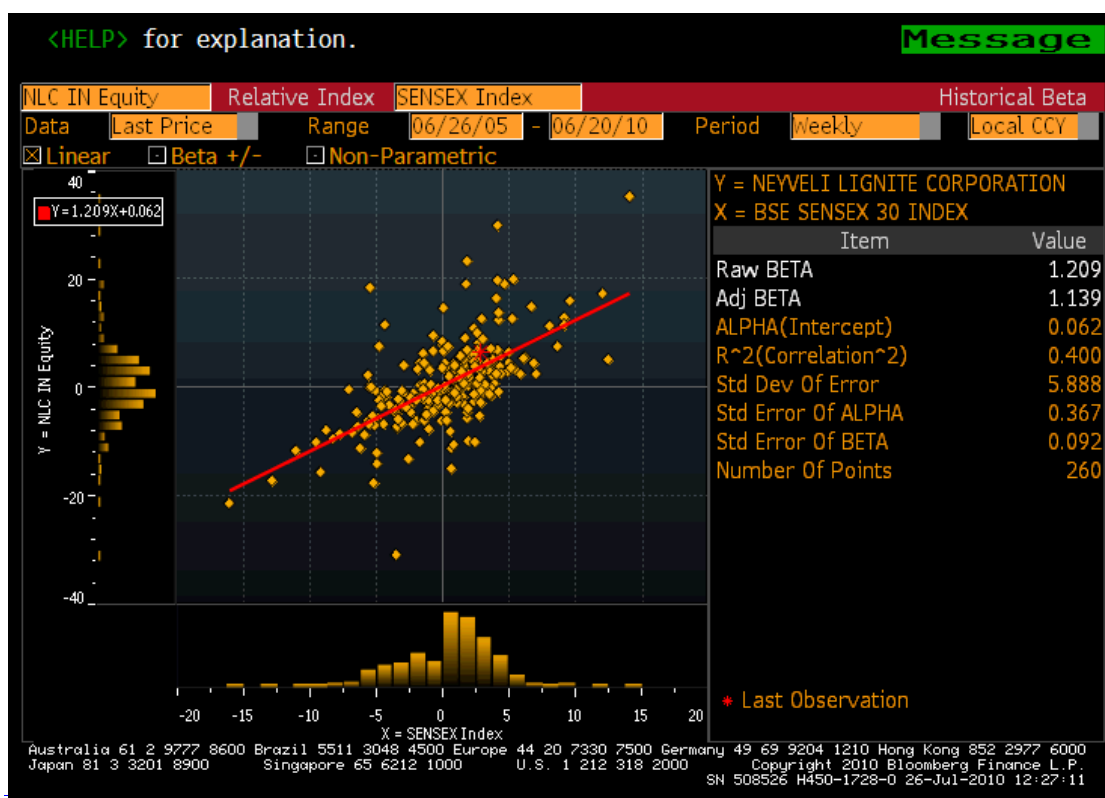 <HELP> for explanation.
Message
NLC IN Equity Relative Index SENSEX Index Historical Beta
Data Last Price Range 06/26/05 - 06/20/10 Period Weekly Local CCY
Linear Beta +/- Non-Parametric
Y = NEYVELI LIGNITE CORPORATION
X = BSE SENSEX 30 INDEX
Item Value
Raw BETA 1.209
Adj BETA 1.139
ALPHA(Intercept) 0.062
R^2(Correlation^2) 0.400
Std Dev Of Error 5.888
Std Error Of ALPHA 0.367
Std Error Of BETA 0.092
Number Of Points 260
* Last Observation
40
Y=1.209X+0.062
20
0
-20
-40
Y = NLC IN Equity
-20 -15 -10 -5 0 5 10 15 20
X = SENSEX Index
Australia 61 2 9777 8600 Brazil 5511 3048 4500 Europe 44 20 7330 7500 Germany 49 69 9204 1210 Hong Kong 852 2977 6000
Japan 81 3 3201 8900 Singapore 65 6212 1000 U.S. 1 212 318 2000 Copyright 2010 Bloomberg Finance L.P.
SN 508526 H450-1728-0 26-Jul-2010 12:27:11